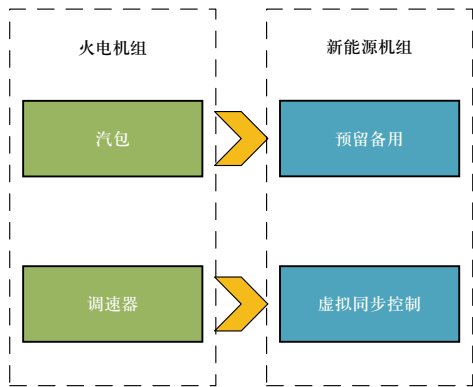 火电机组
新能源机组
汽包
预留备用
调速器
虚拟同步控制